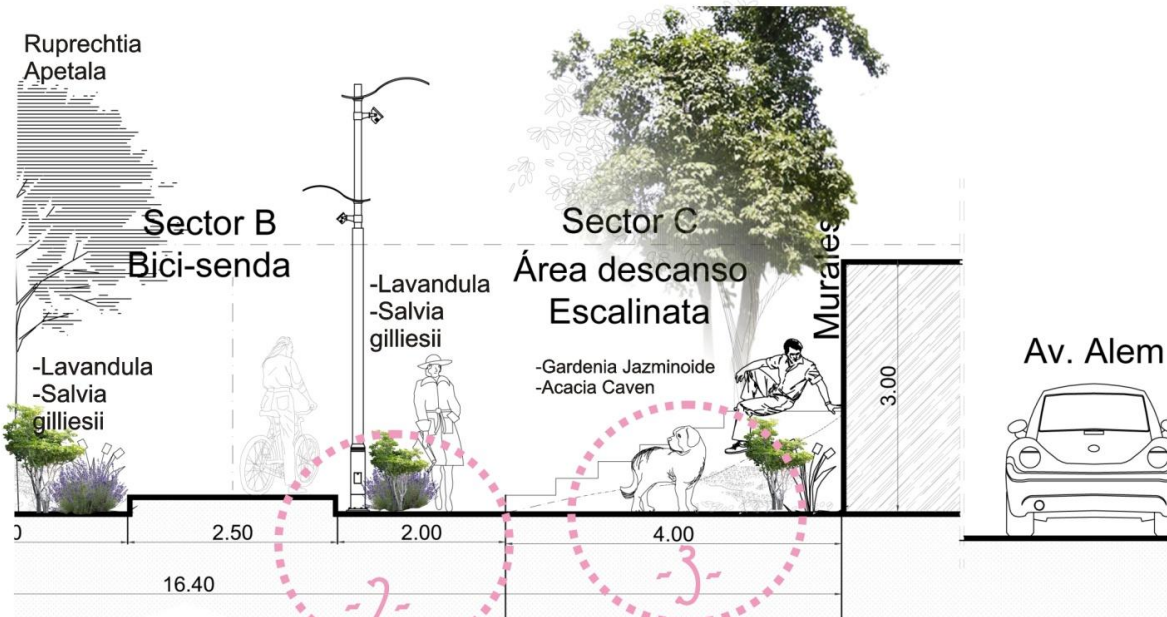 Ruprechtia
Apetala
Sector B
Bici-senda
-Lavandula
-Salvia
gilliesii
-Lavandula
-Salvia
gilliesii
Sector C
Área descanso
Escalinata
-Gardenia Jazminoide
-Acacia Caven
Murales
3.00
Av. Alem
0
2.50
2.00
4.00
16.40
-2-
-3-